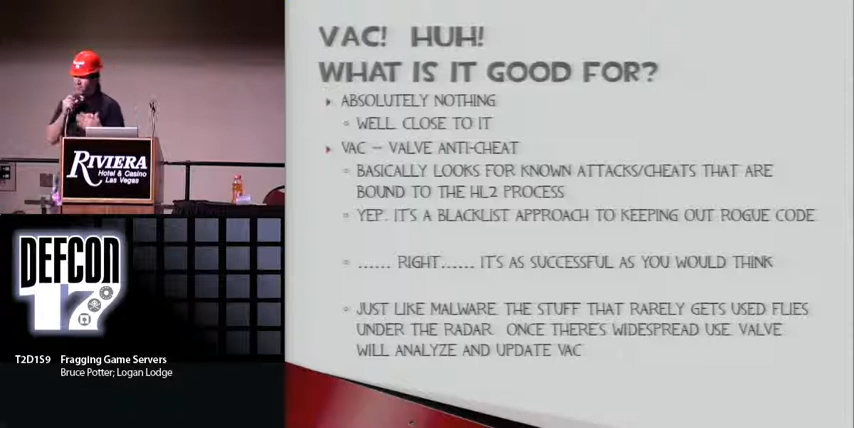 VAC! HUH!
WHAT IS IT GOOD FOR?
ABSOLUTELY NOTHING
WELL CLOSE TO IT
VAC – VALVE ANTI-CHEAT
BASICALLY LOOKS FOR KNOWN ATTACKS/CHEATS THAT ARE
BOUND TO THE HL2 PROCESS
YEP. IT'S A BLACKLIST APPROACH TO KEEPING OUT ROGUE CODE
...... RIGHT...... IT'S AS SUCCESSFUL AS YOU WOULD THINK
JUST LIKE MALWARE. THE STUFF THAT RARELY GETS USED FLIES
UNDER THE RADAR. ONCE THERE'S WIDESPREAD USE. VALVE
WILL ANALYZE AND UPDATE VAC
RIVIERA
Hotel & Casino
Las Vegas
DEFCON
17
T2D1S9 Fragging Game Servers
Bruce Potter; Logan Lodge